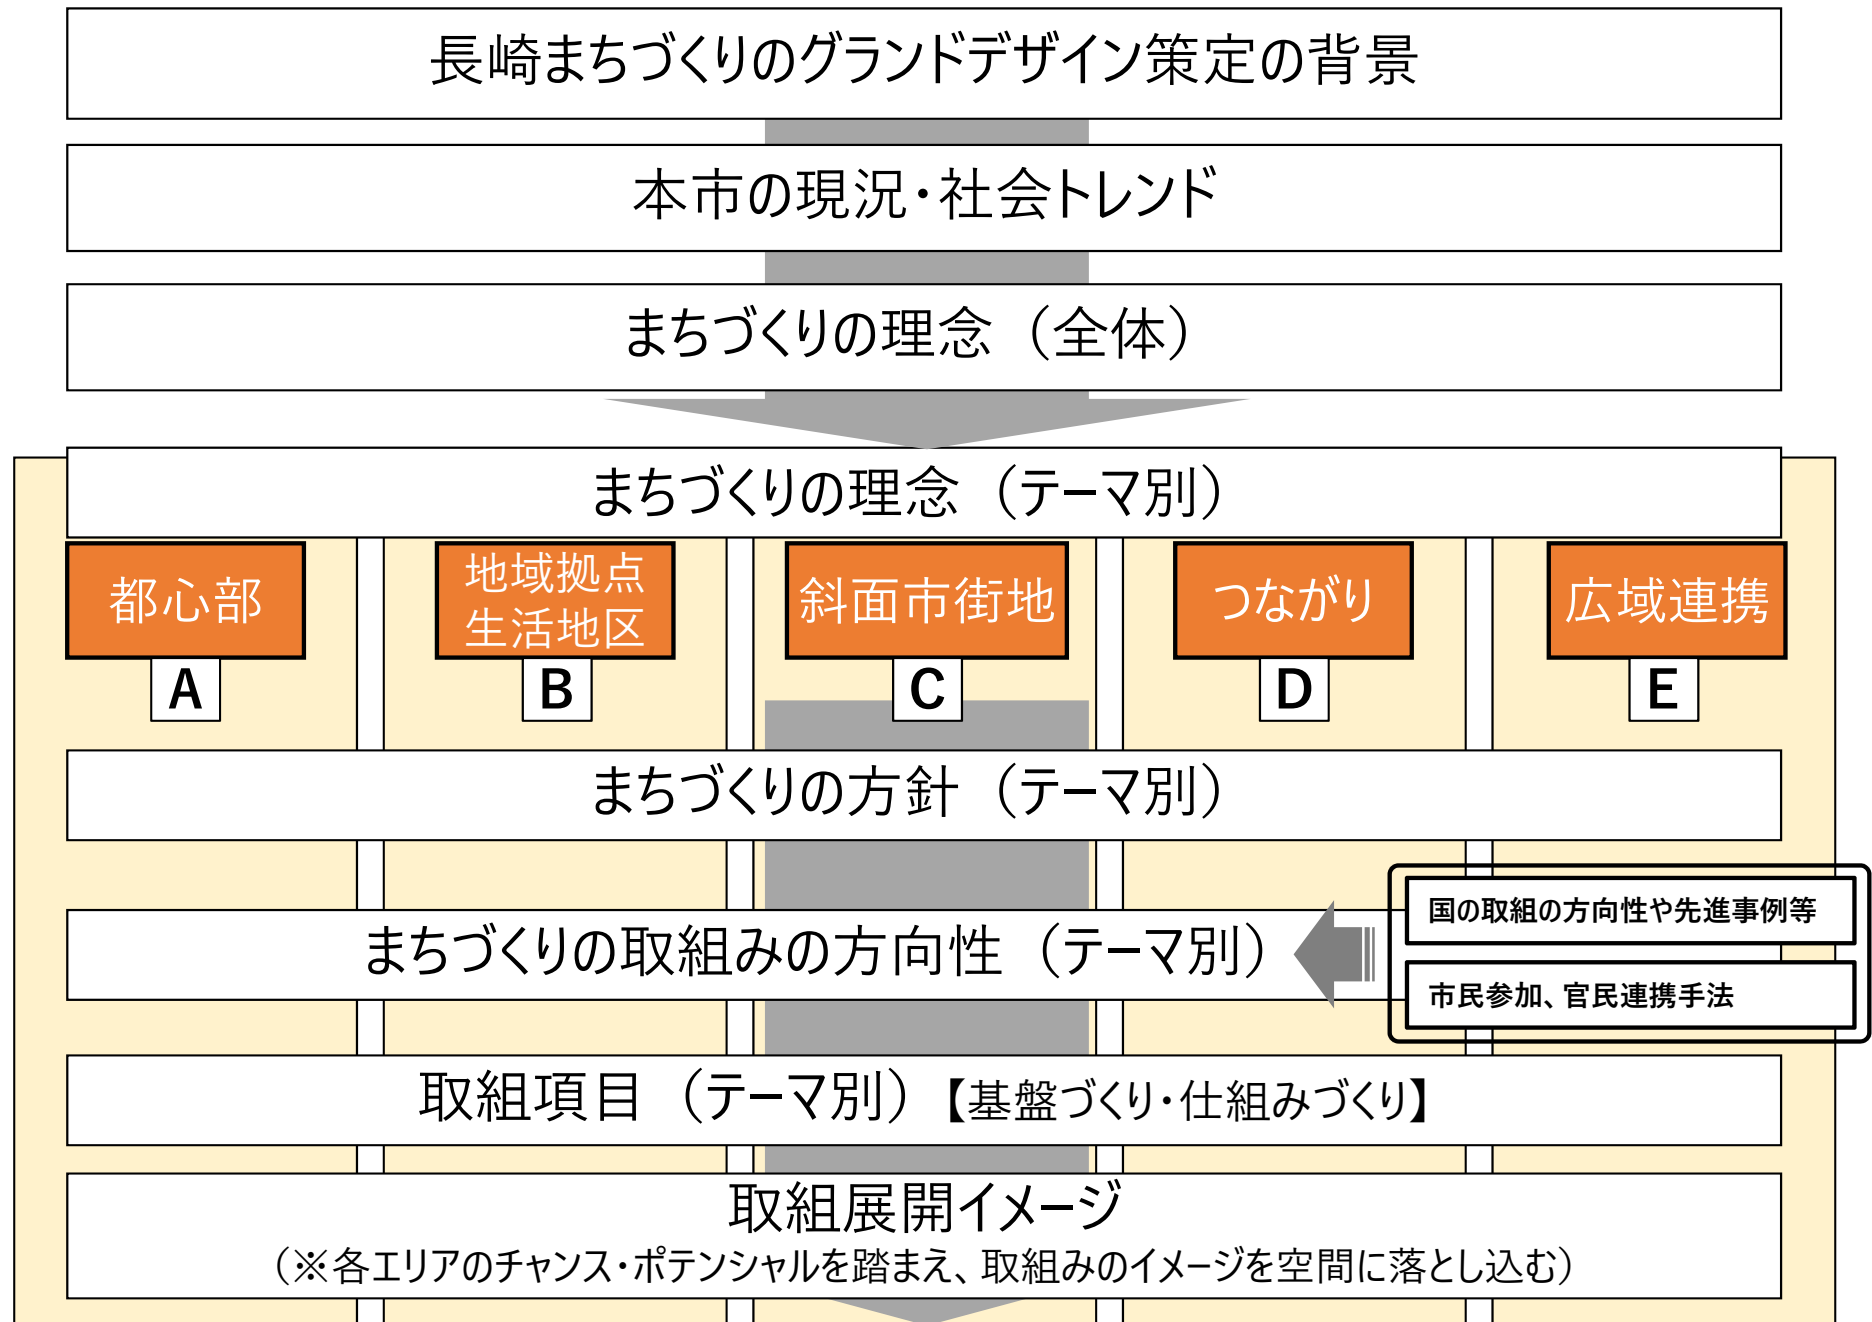 長崎まちづくりのグランドデザイン策定の背景
本市の現況・社会トレンド
まちづくりの理念（全体）
まちづくりの理念（テーマ別）
都心部
A
地域拠点
生活地区
B
斜面市街地
C
つながり
D
広域連携
E
まちづくりの方針（テーマ別）
まちづくりの取組みの方向性（テーマ別）
国の取組の方向性や先進事例等
市民参加、官民連携手法
取組項目（テーマ別）【基盤づくり・仕組みづくり】
取組展開イメージ
（※各エリアのチャンス・ポテンシャルを踏まえ、取組みのイメージを空間に落とし込む）